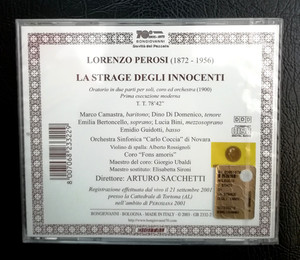 BONGIOVANNI
LORENZO PEROSI (1872 - 1956)
LA STRAGE DEGLI INNOCENTI
Oratorio in due parti per soli, coro ed orchestra (1900)
Prima esecuzione moderna
T. T. 78'42"
Marco Camastra, baritono; Dino Di Domenico, tenore
Emilia Bertoncello, soprano; Lucia Bini, mezzosoprano
Emidio Guidotti, basso
Orchestra Sinfonica "Carlo Coccia" di Novara
Violino di spalla: Alberto Rossignoli
Coro "Fons amoris"
Maestro del coro: Giorgio Ubaldi
Maestro sostituto: Elisabetta Sironi
Direttore: ARTURO SACCHETTI
Registrazione effettuata dal vivo il 21 settembre 2001
presso la Cattedrale di Tortona (AL)
nell'ambito di PEROSIANA 2001
BONGIOVANNI - BOLOGNA - MADE IN ITALY